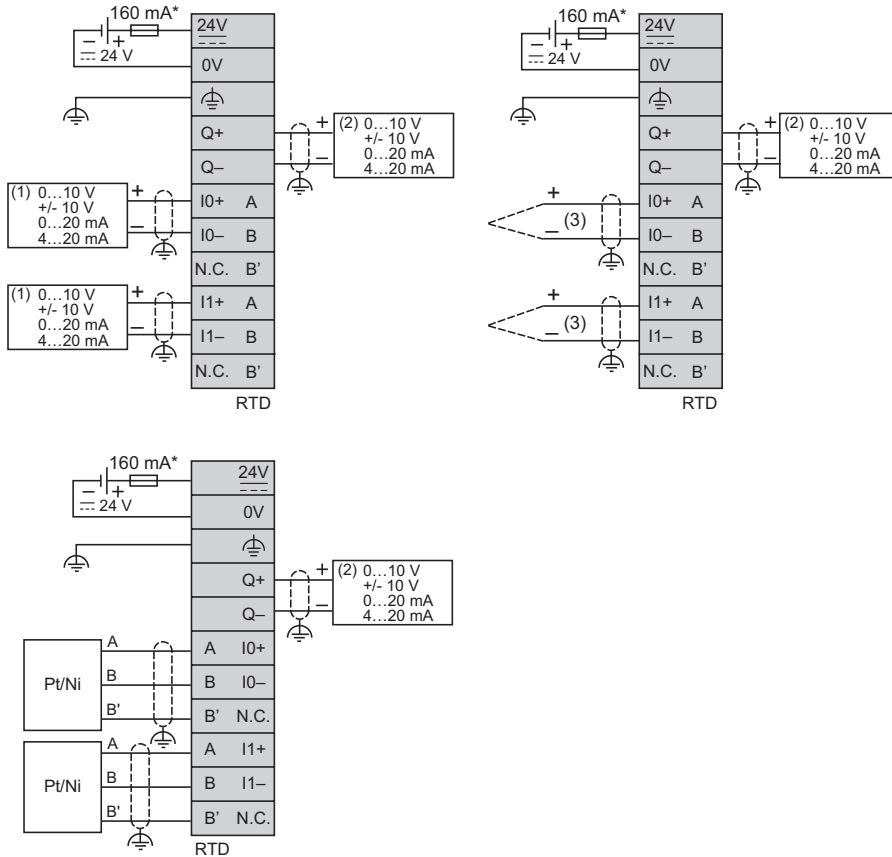 160 mA*
24V
24 V
0V
Q+
(2) 0...10 V
+/- 10 V
0...20 mA
4...20 mA
Q–
(1) 0...10 V
+/- 10 V
0...20 mA
4...20 mA
I0+ A
I0– B
N.C. B'
(1) 0...10 V
+/- 10 V
0...20 mA
4...20 mA
I1+ A
I1– B
N.C. B'
RTD
160 mA*
24V
24 V
0V
Q+
(2) 0...10 V
+/- 10 V
0...20 mA
4...20 mA
Q–
(3)
I0+ A
I0– B
N.C. B'
(3)
I1+ A
I1– B
N.C. B'
RTD
160 mA*
24V
24 V
0V
Q+
(2) 0...10 V
+/- 10 V
0...20 mA
4...20 mA
Q–
Pt/Ni
A A I0+
B B I0–
B' B' N.C.
Pt/Ni
A A I1+
B B I1–
B' B' N.C.
RTD